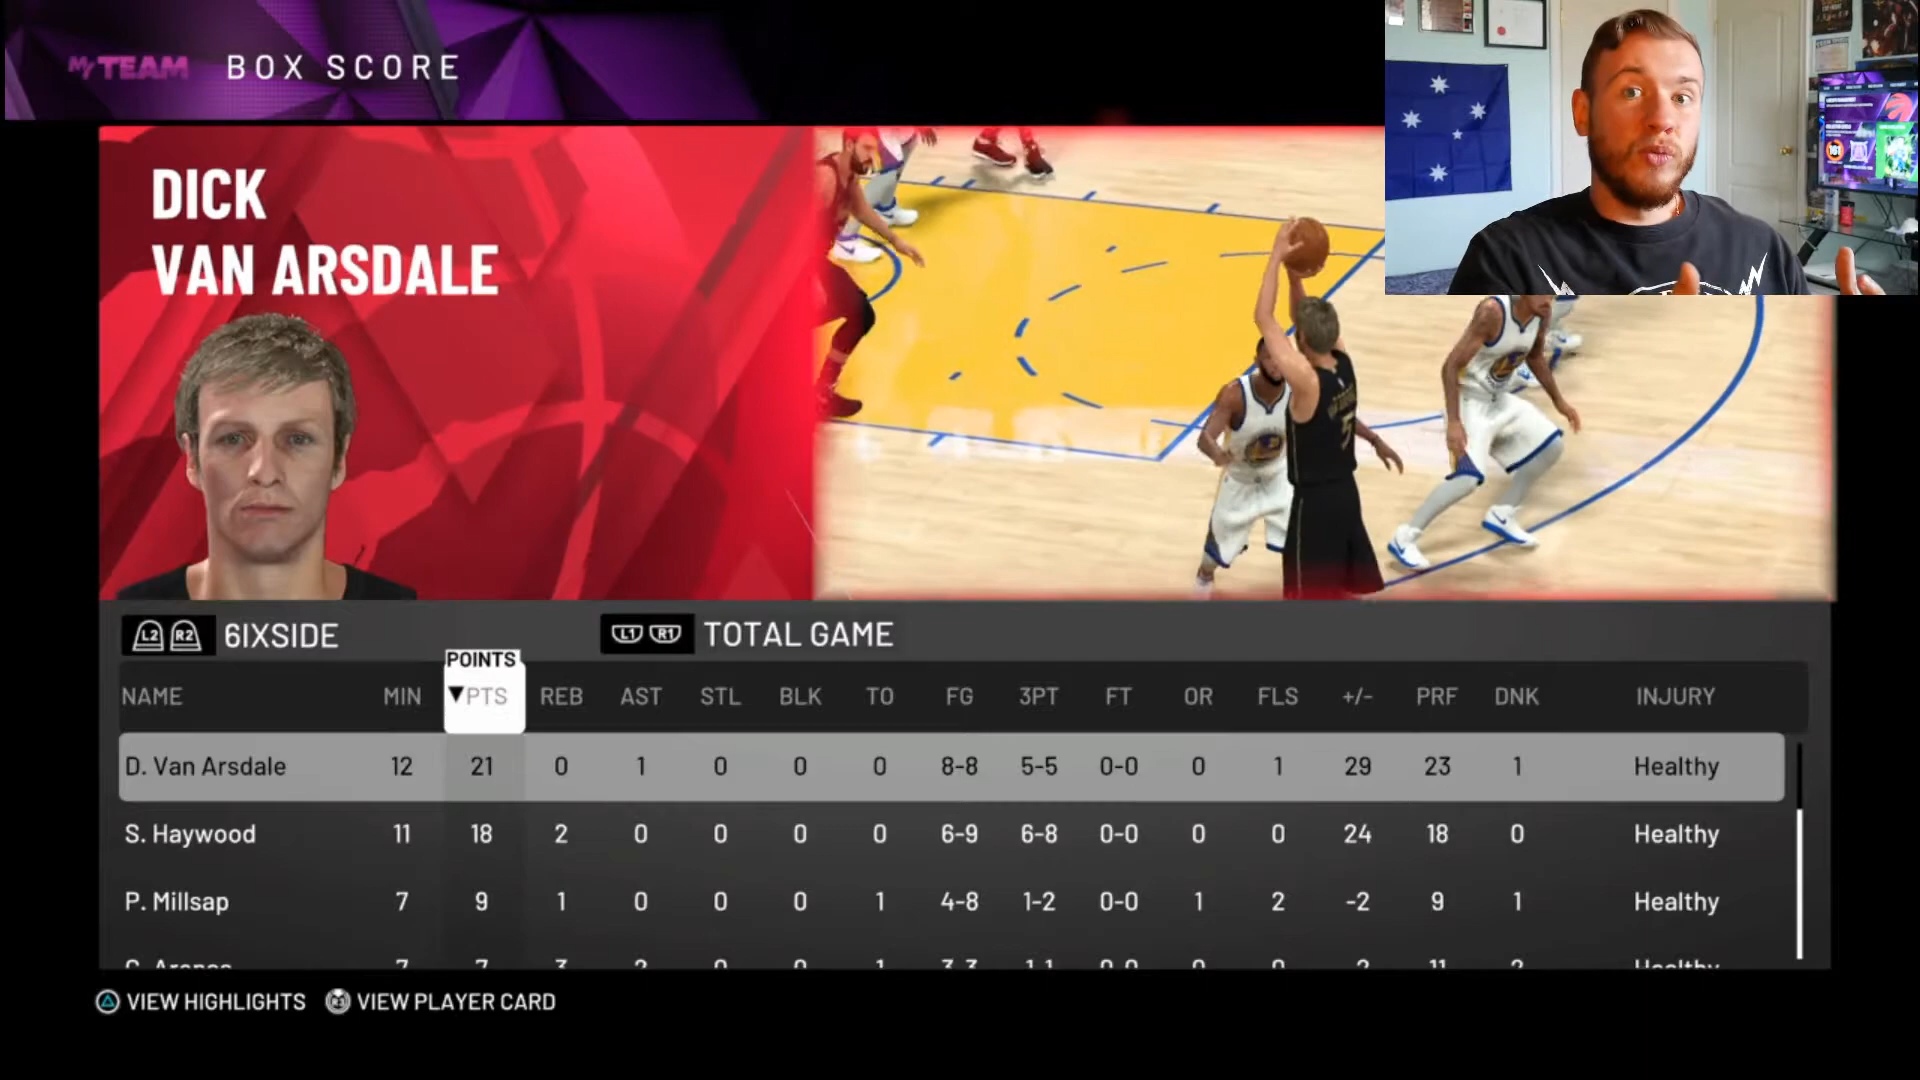 MyTEAM BOX SCORE
DICK
VAN ARSDALE
L2 R2 6IXSIDE L1 R1 TOTAL GAME
POINTS
NAME MIN ▼PTS REB AST STL BLK TO FG 3PT FT OR FLS +/- PRF DNK INJURY
D. Van Arsdale 12 21 0 1 0 0 0 8-8 5-5 0-0 0 1 29 23 1 Healthy
S. Haywood 11 18 2 0 0 0 0 6-9 6-8 0-0 0 0 24 18 0 Healthy
P. Millsap 7 9 1 0 0 0 1 4-8 1-2 0-0 1 2 -2 9 1 Healthy
VIEW HIGHLIGHTS R3 VIEW PLAYER CARD